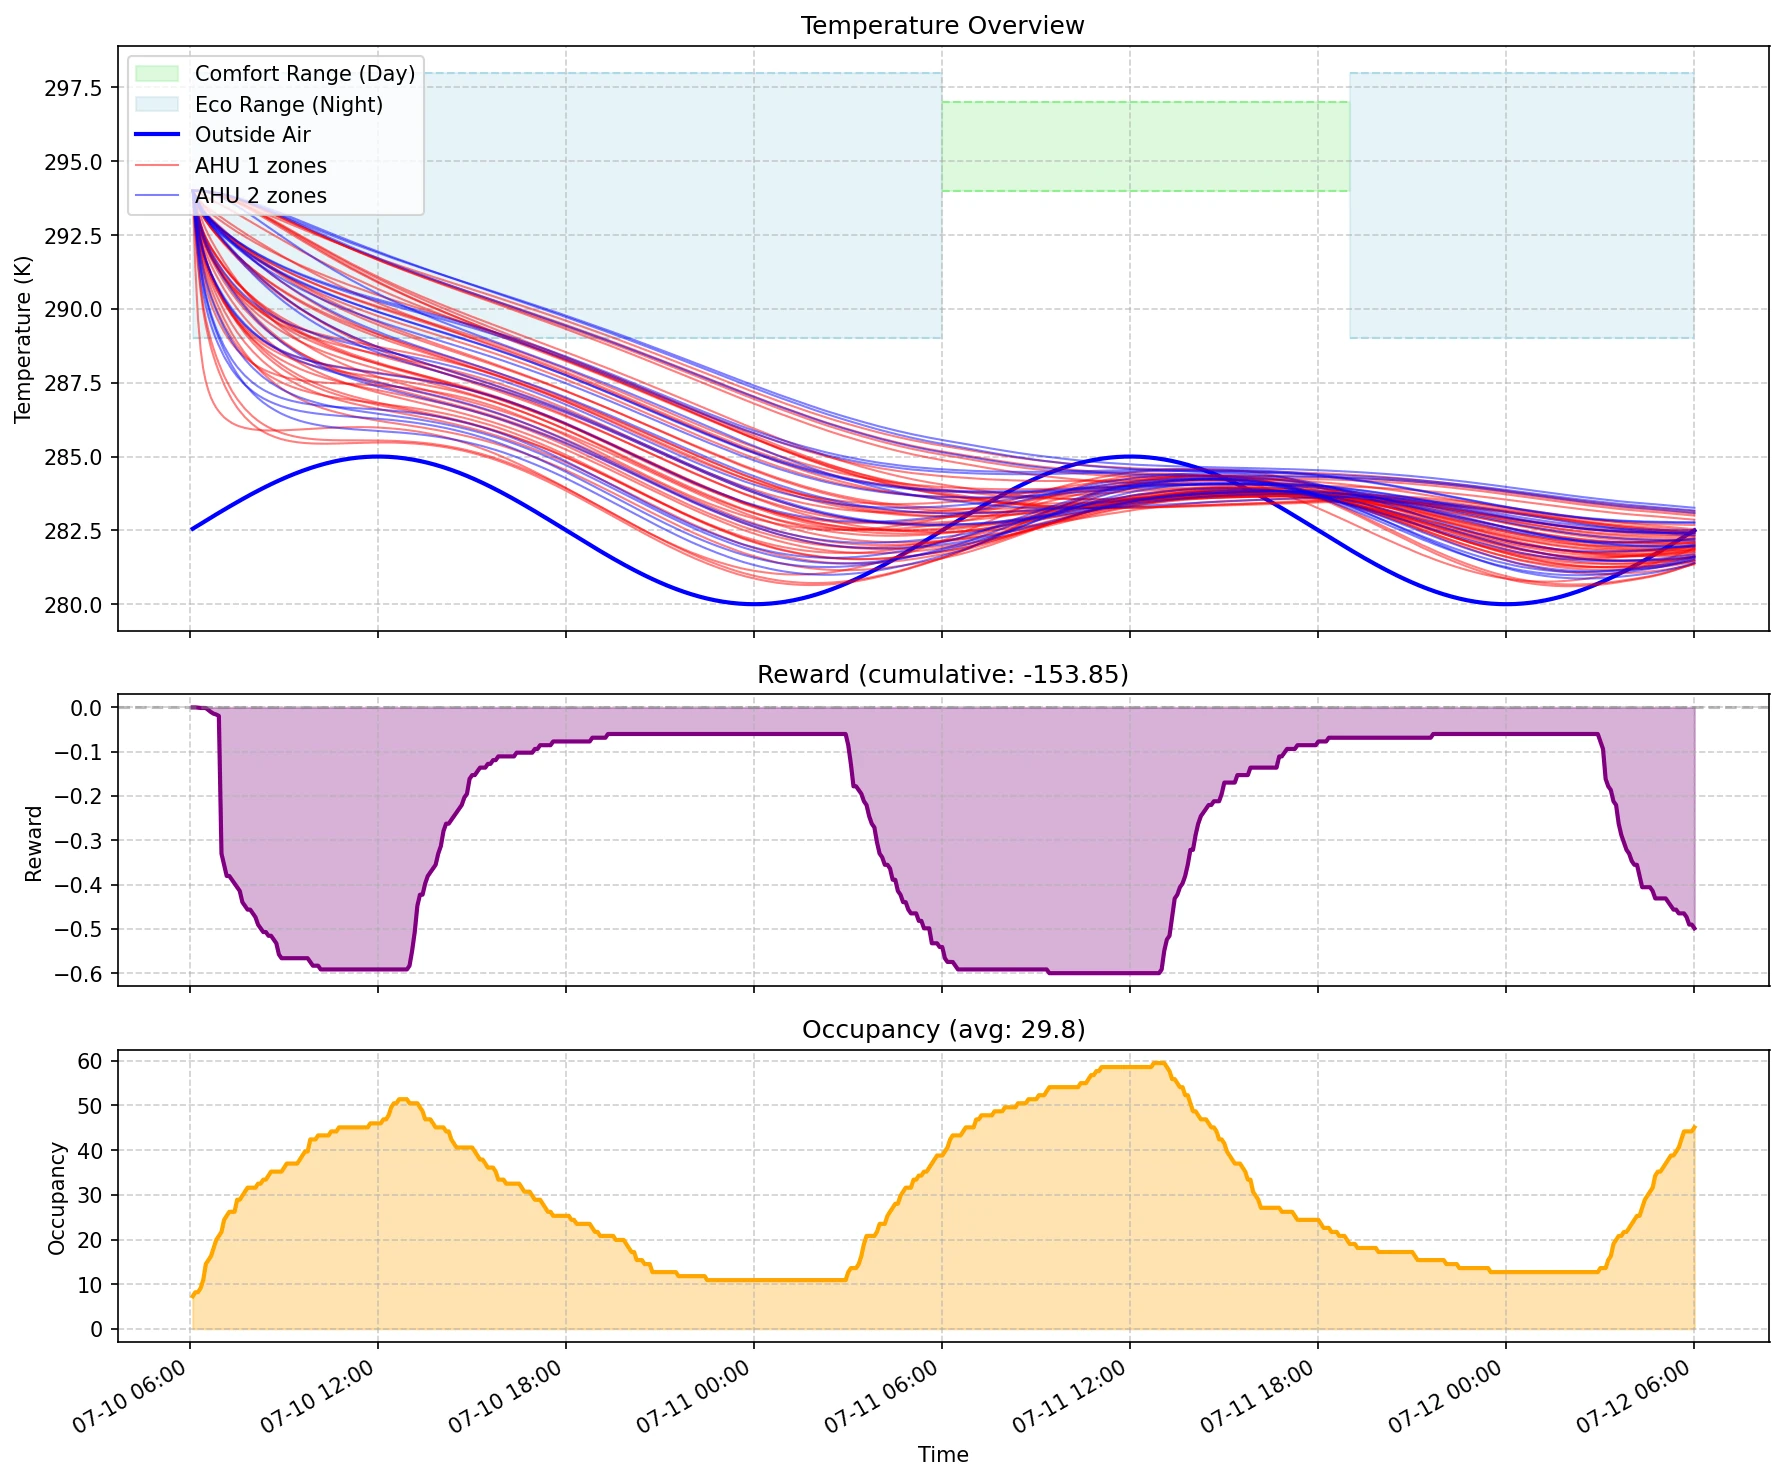 Temperature Overview
Comfort Range (Day)
Eco Range (Night)
Outside Air
AHU 1 zones
AHU 2 zones
Temperature (K)
297.5
295.0
292.5
290.0
287.5
285.0
282.5
280.0
Reward (cumulative: -153.85)
Reward
0.0
−0.1
−0.2
−0.3
−0.4
−0.5
−0.6
Occupancy (avg: 29.8)
Occupancy
60
50
40
30
20
10
0
07-10 06:00
07-10 12:00
07-10 18:00
07-11 00:00
07-11 06:00
07-11 12:00
07-11 18:00
07-12 00:00
07-12 06:00
Time